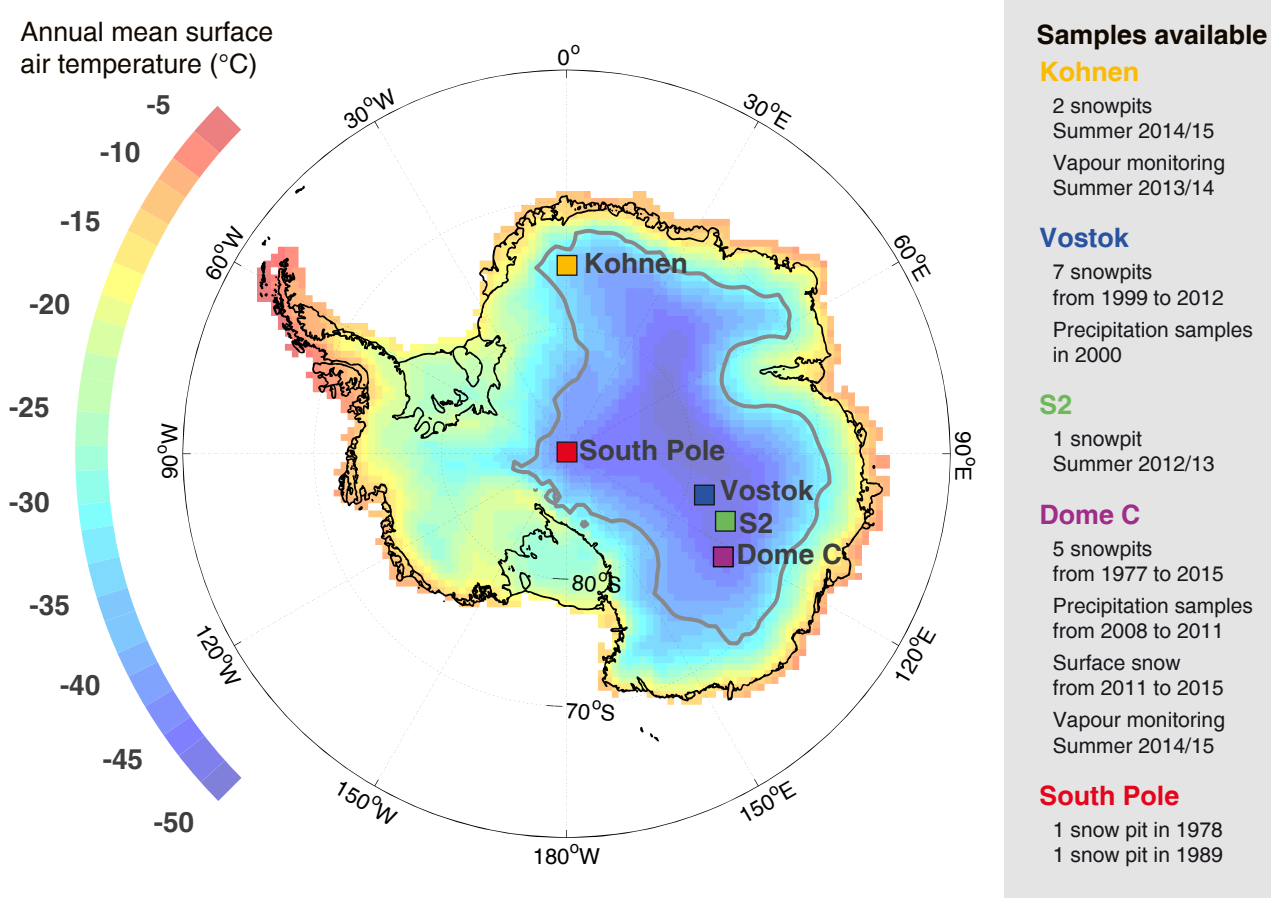 Annual mean surface
air temperature (°C)
-5
-10
-15
-20
-25
-30
-35
-40
-45
-50
0°
30°E
60°E
90°E
120°E
150°E
180°W
150°W
120°W
90°W
60°W
30°W
Kohnen
South Pole
Vostok
S2
Dome C
80°S
70°S
Samples available
Kohnen
2 snowpits
Summer 2014/15
Vapour monitoring
Summer 2013/14
Vostok
7 snowpits
from 1999 to 2012
Precipitation samples
in 2000
S2
1 snowpit
Summer 2012/13
Dome C
5 snowpits
from 1977 to 2015
Precipitation samples
from 2008 to 2011
Surface snow
from 2011 to 2015
Vapour monitoring
Summer 2014/15
South Pole
1 snow pit in 1978
1 snow pit in 1989